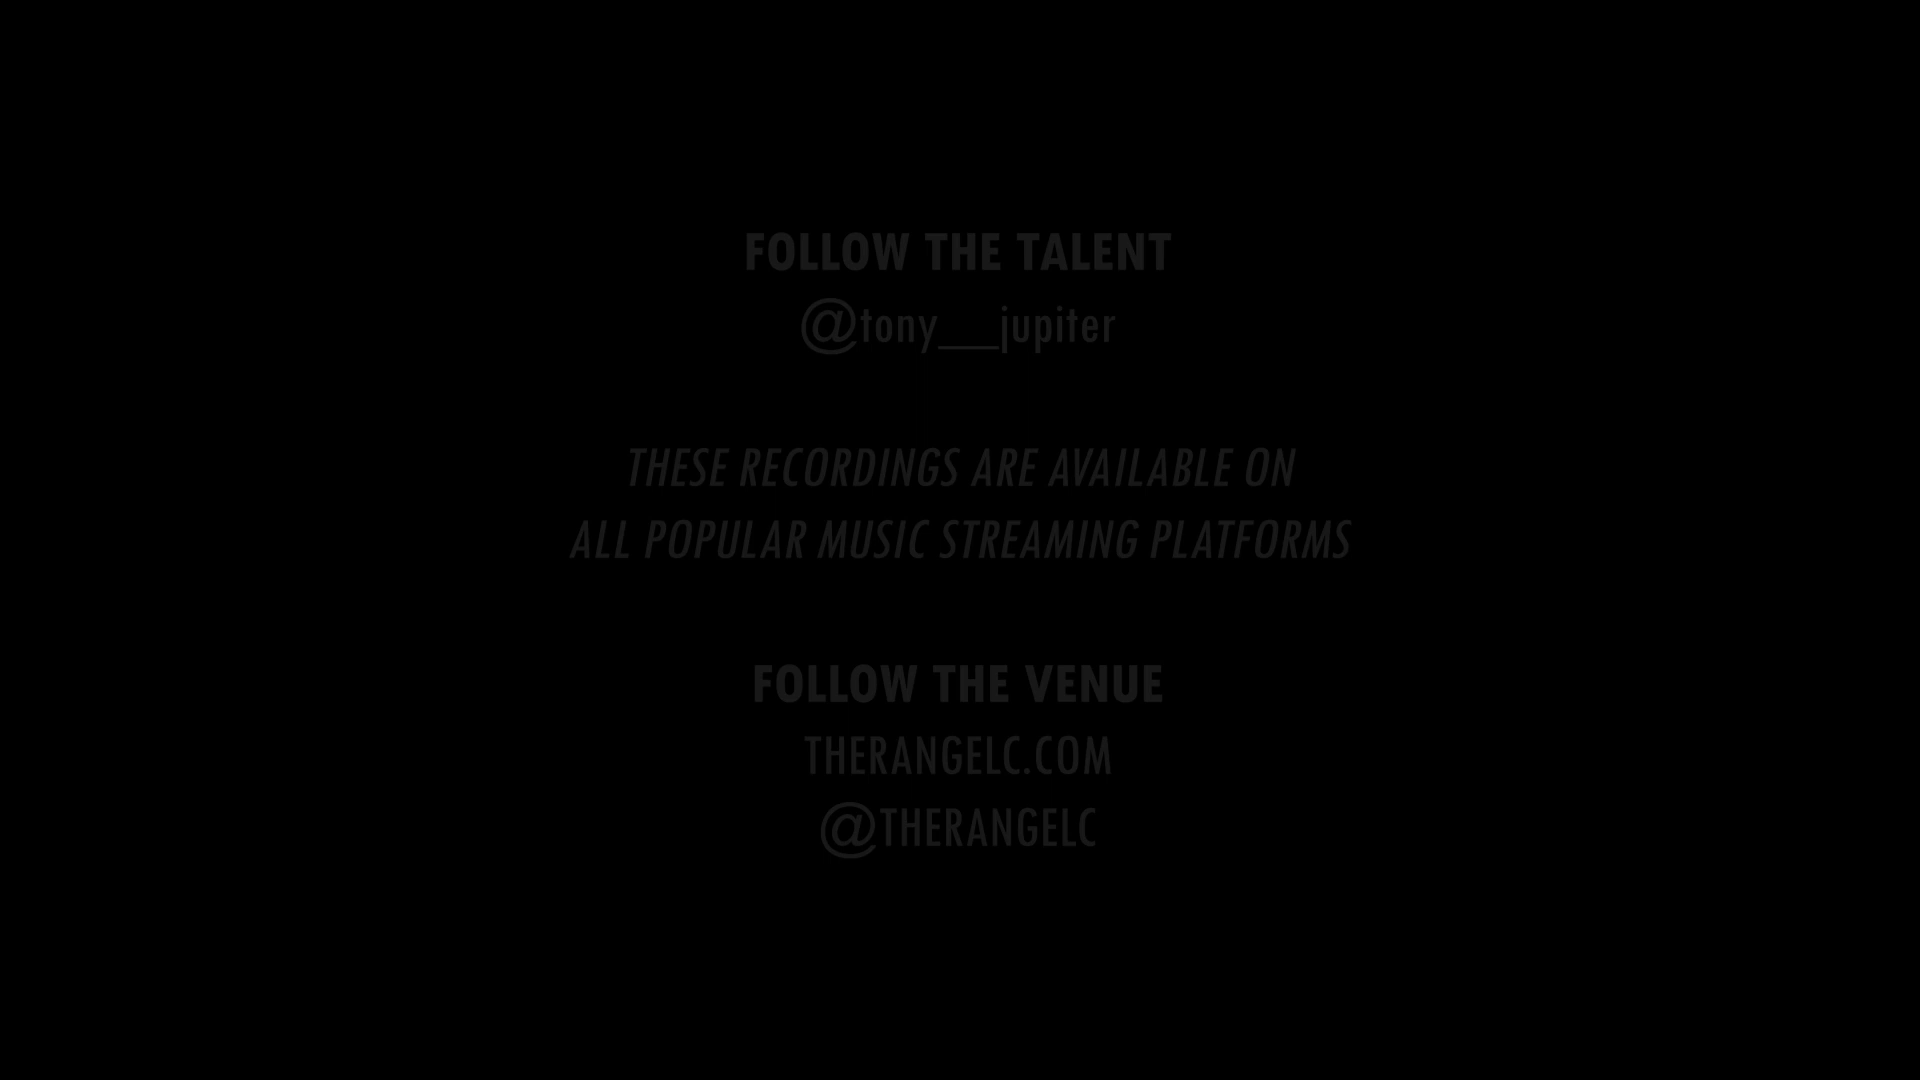 FOLLOW THE TALENT
@tony__jupiter
THESE RECORDINGS ARE AVAILABLE ON
ALL POPULAR MUSIC STREAMING PLATFORMS
FOLLOW THE VENUE
THERANGELC.COM
@THERANGELC